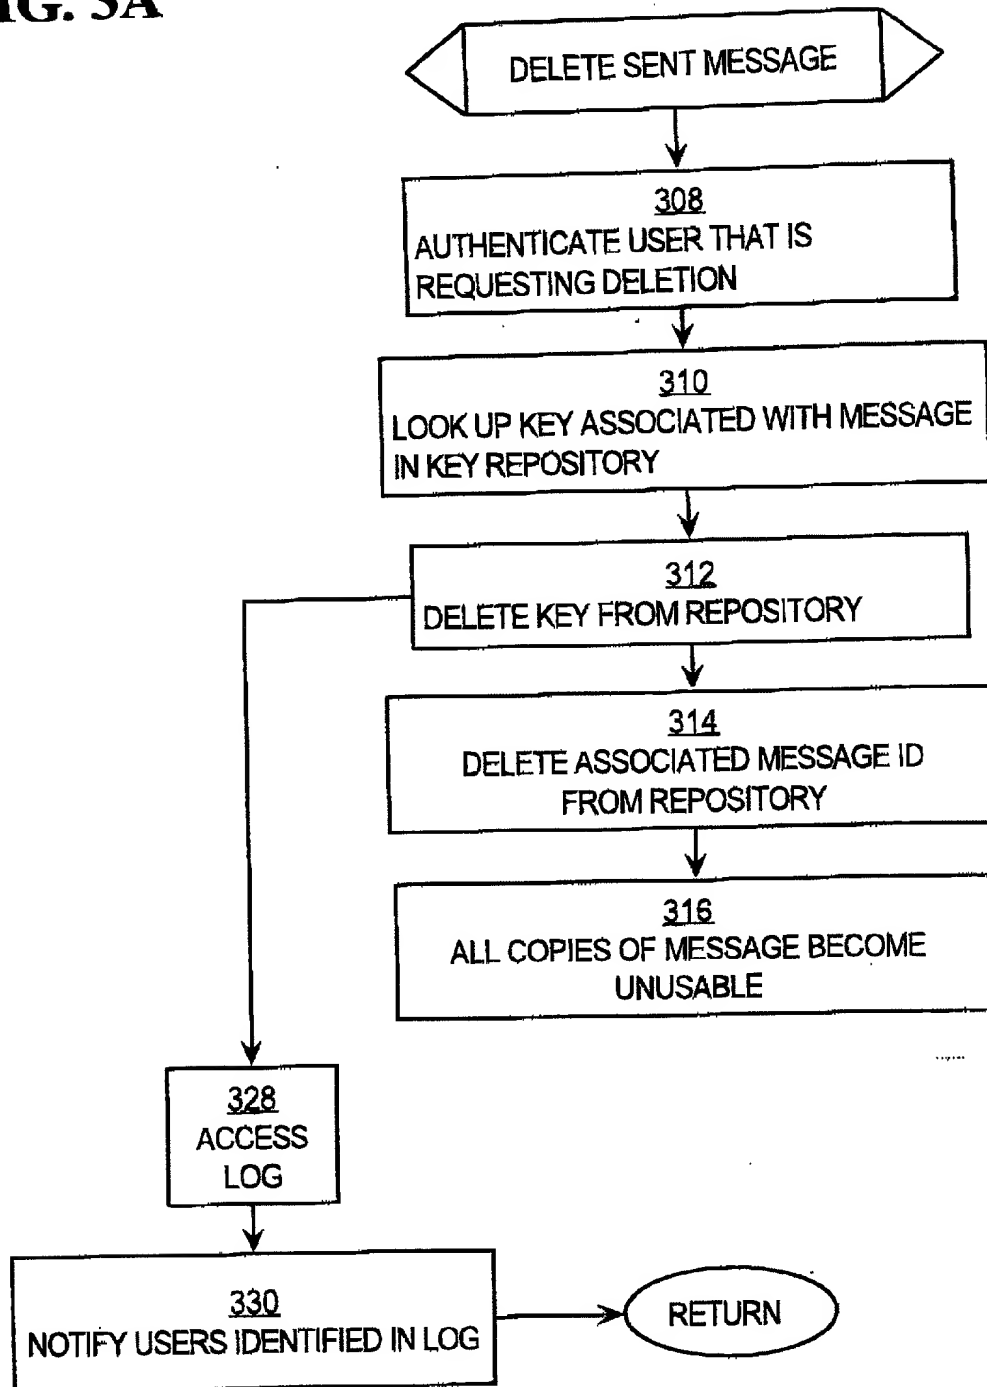 FIG. 3A
DELETE SENT MESSAGE
308
AUTHENTICATE USER THAT IS
REQUESTING DELETION
310
LOOK UP KEY ASSOCIATED WITH MESSAGE
IN KEY REPOSITORY
312
DELETE KEY FROM REPOSITORY
314
DELETE ASSOCIATED MESSAGE ID
FROM REPOSITORY
316
ALL COPIES OF MESSAGE BECOME
UNUSABLE
328
ACCESS
LOG
330
NOTIFY USERS IDENTIFIED IN LOG
RETURN